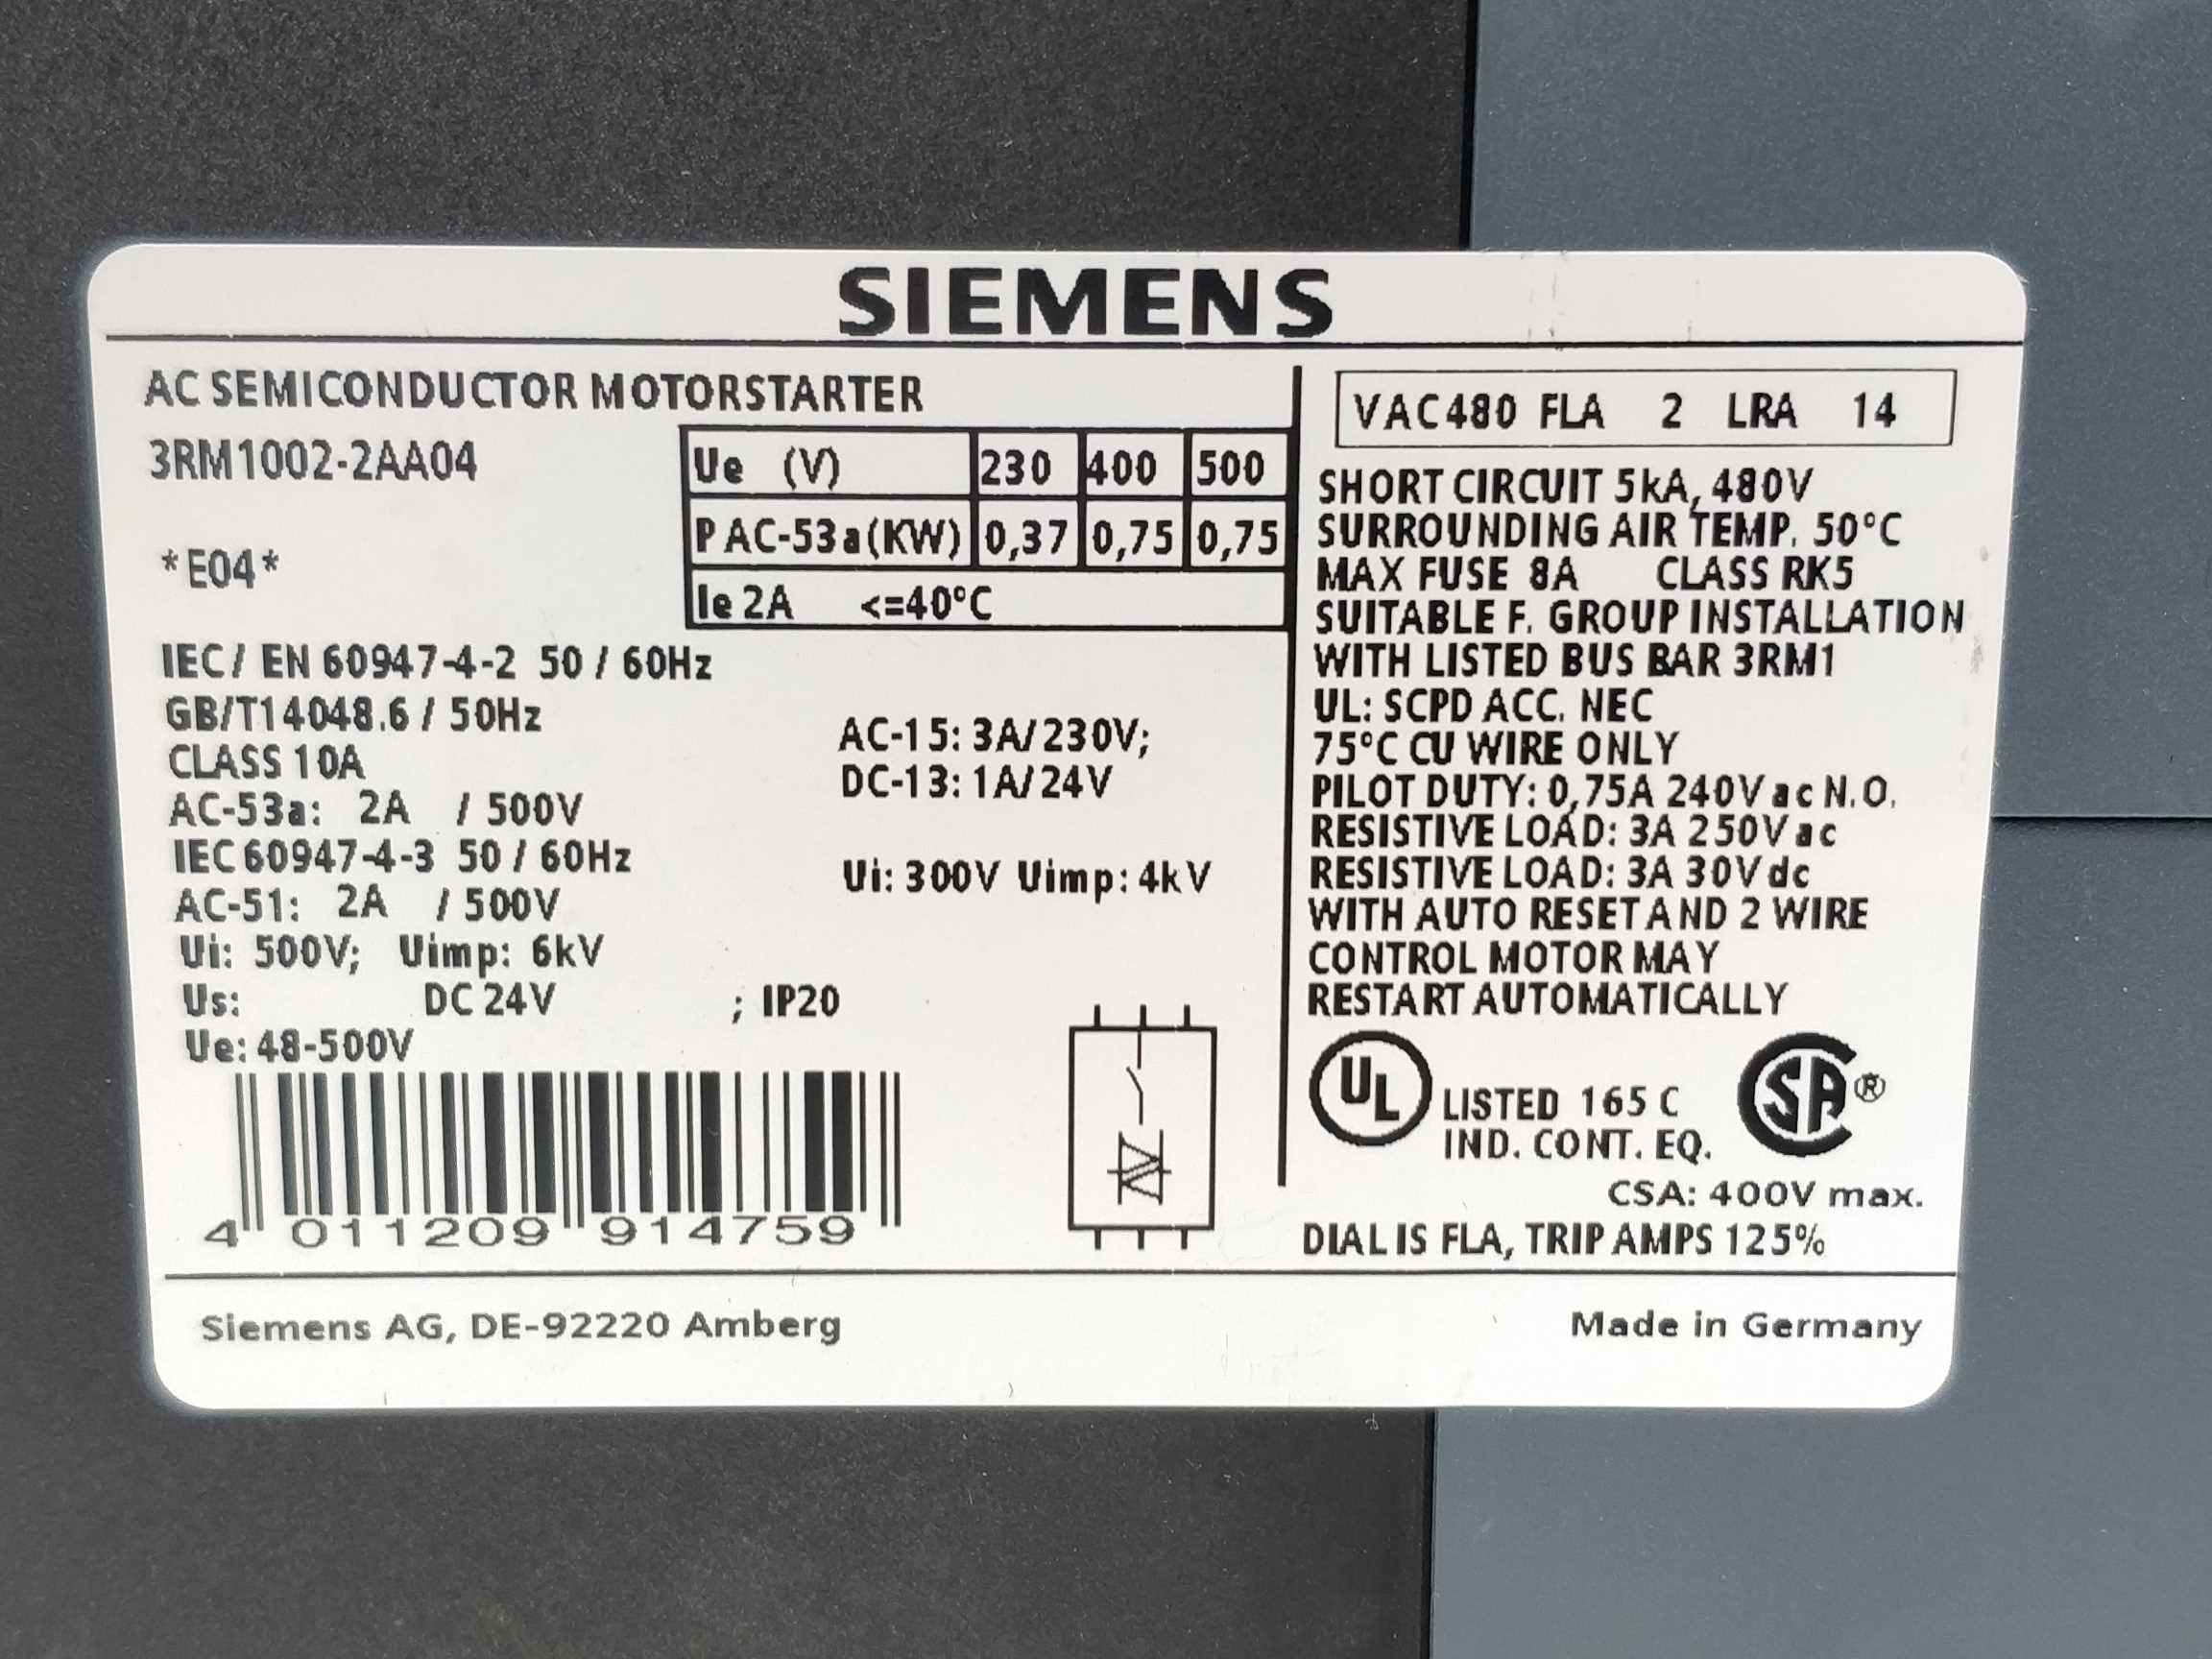 SIEMENS
AC SEMICONDUCTOR MOTORSTARTER
3RM1002-2AA04
*E04*
Ue (V) 230 400 500
P AC-53a(KW) 0,37 0,75 0,75
Ie 2A <=40°C
IEC/ EN 60947-4-2 50 / 60Hz
GB/T14048.6 / 50Hz
CLASS 10A
AC-53a: 2A / 500V
IEC 60947-4-3 50 / 60Hz
AC-51: 2A / 500V
Ui: 500V; Uimp: 6kV
Us: DC 24V ; IP20
Ue: 48-500V
AC-15: 3A/230V;
DC-13: 1A/24V
Ui: 300V Uimp: 4kV
4 011209 914759
VAC480 FLA 2 LRA 14
SHORT CIRCUIT 5kA, 480V
SURROUNDING AIR TEMP. 50°C
MAX FUSE 8A CLASS RK5
SUITABLE F. GROUP INSTALLATION
WITH LISTED BUS BAR 3RM1
UL: SCPD ACC. NEC
75°C CU WIRE ONLY
PILOT DUTY: 0,75A 240V ac N.O.
RESISTIVE LOAD: 3A 250V ac
RESISTIVE LOAD: 3A 30V dc
WITH AUTO RESET AND 2 WIRE
CONTROL MOTOR MAY
RESTART AUTOMATICALLY
UL LISTED 165 C
IND. CONT. EQ.
SA ®
CSA: 400V max.
DIAL IS FLA, TRIP AMPS 125%
Siemens AG, DE-92220 Amberg
Made in Germany